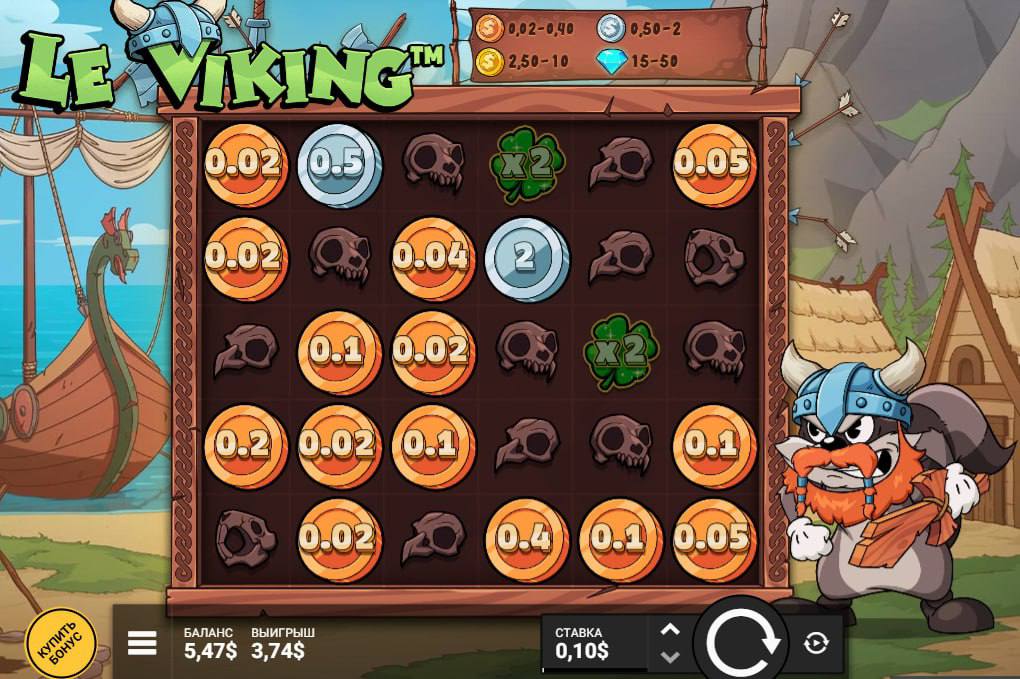 LE VIKING™
0,02-0,40 0,50-2
2,50-10 15-50
0.02 0.5 x2 0.05
0.02 0.04 2
0.1 0.02 x2
0.2 0.02 0.1 0.1
0.02 0.4 0.1 0.05
КУПИТЬ
БОНУС
БАЛАНС ВЫИГРЫШ
5,47$ 3,74$
СТАВКА
0,10$